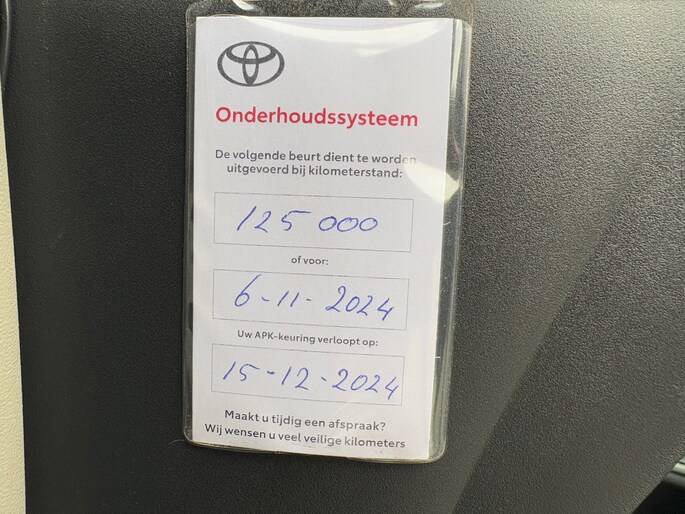 Onderhoudssysteem
De volgende beurt dient te worden
uitgevoerd bij kilometerstand:
125 000
of voor:
6-11-2024
Uw APK-keuring verloopt op:
15-12-2024
Maakt u tijdig een afspraak?
Wij wensen u veel veilige kilometers